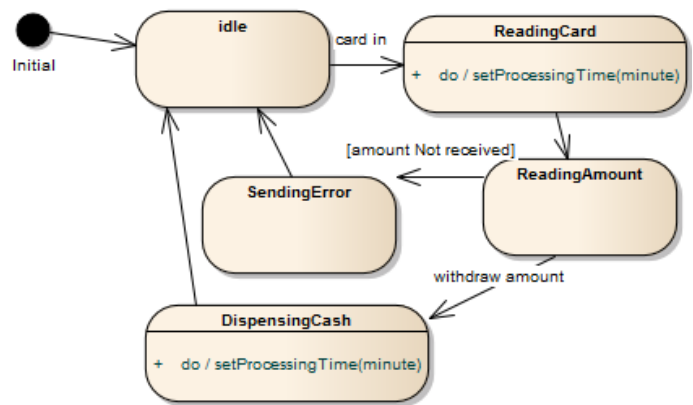 idle
card in
ReadingCard
+ do / setProcessingTime(minute)
Initial
[amount Not received]
ReadingAmount
SendingError
withdraw amount
DispensingCash
+ do / setProcessingTime(minute)